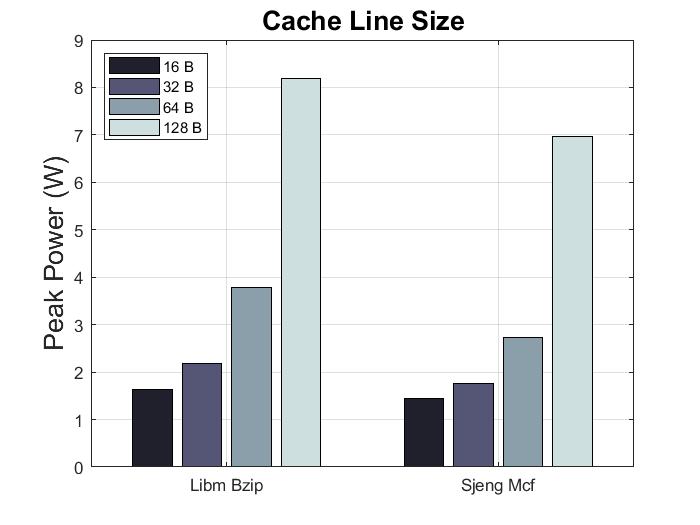 Cache Line Size
Peak Power (W)
9
8
7
6
5
4
3
2
1
0
16 B
32 B
64 B
128 B
Libm Bzip
Sjeng Mcf